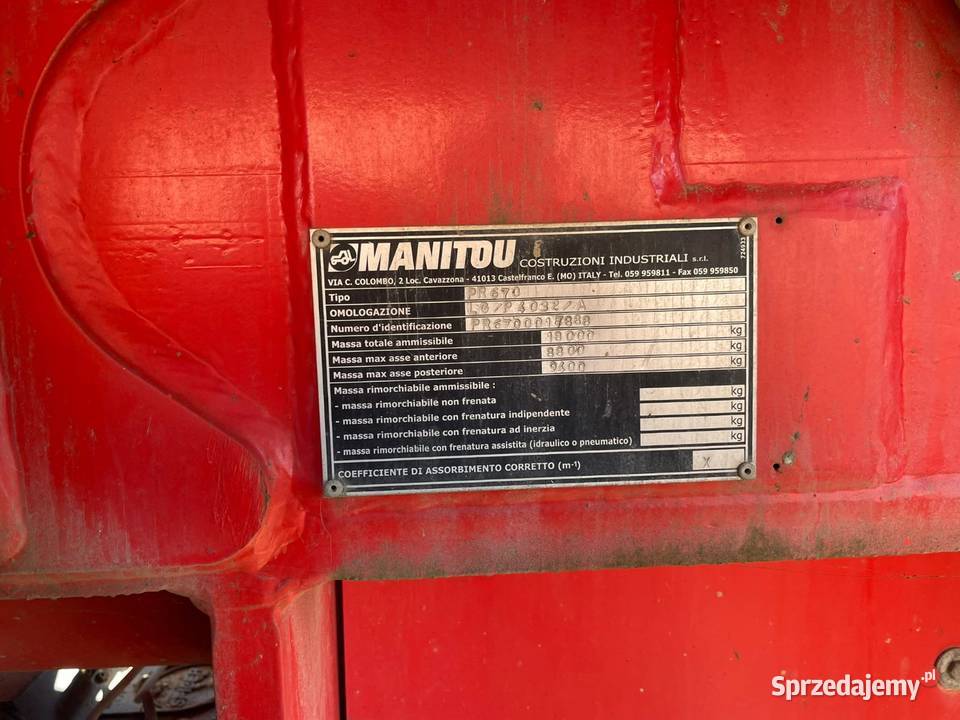 MANITOU COSTRUZIONI INDUSTRIALI s.r.l.
VIA C. COLOMBO, 2 Loc. Cavazzona - 41013 Castelfranco E. (MO) ITALY - Tel. 059 959811 - Fax 059 959850
724933
Tipo PR670
OMOLOGAZIONE
Numero d'identificazione
Massa totale ammissibile 18000 kg
Massa max asse anteriore 8800 kg
Massa max asse posteriore 9600 kg
Massa rimorchiabile ammissibile :
- massa rimorchiabile non frenata kg
- massa rimorchiabile con frenatura indipendente kg
- massa rimorchiabile con frenatura ad inerzia kg
- massa rimorchiabile con frenatura assistita (idraulico o pneumatico) kg
COEFFICIENTE DI ASSORBIMENTO CORRETTO (m-¹) X
Sprzedajemy.pl